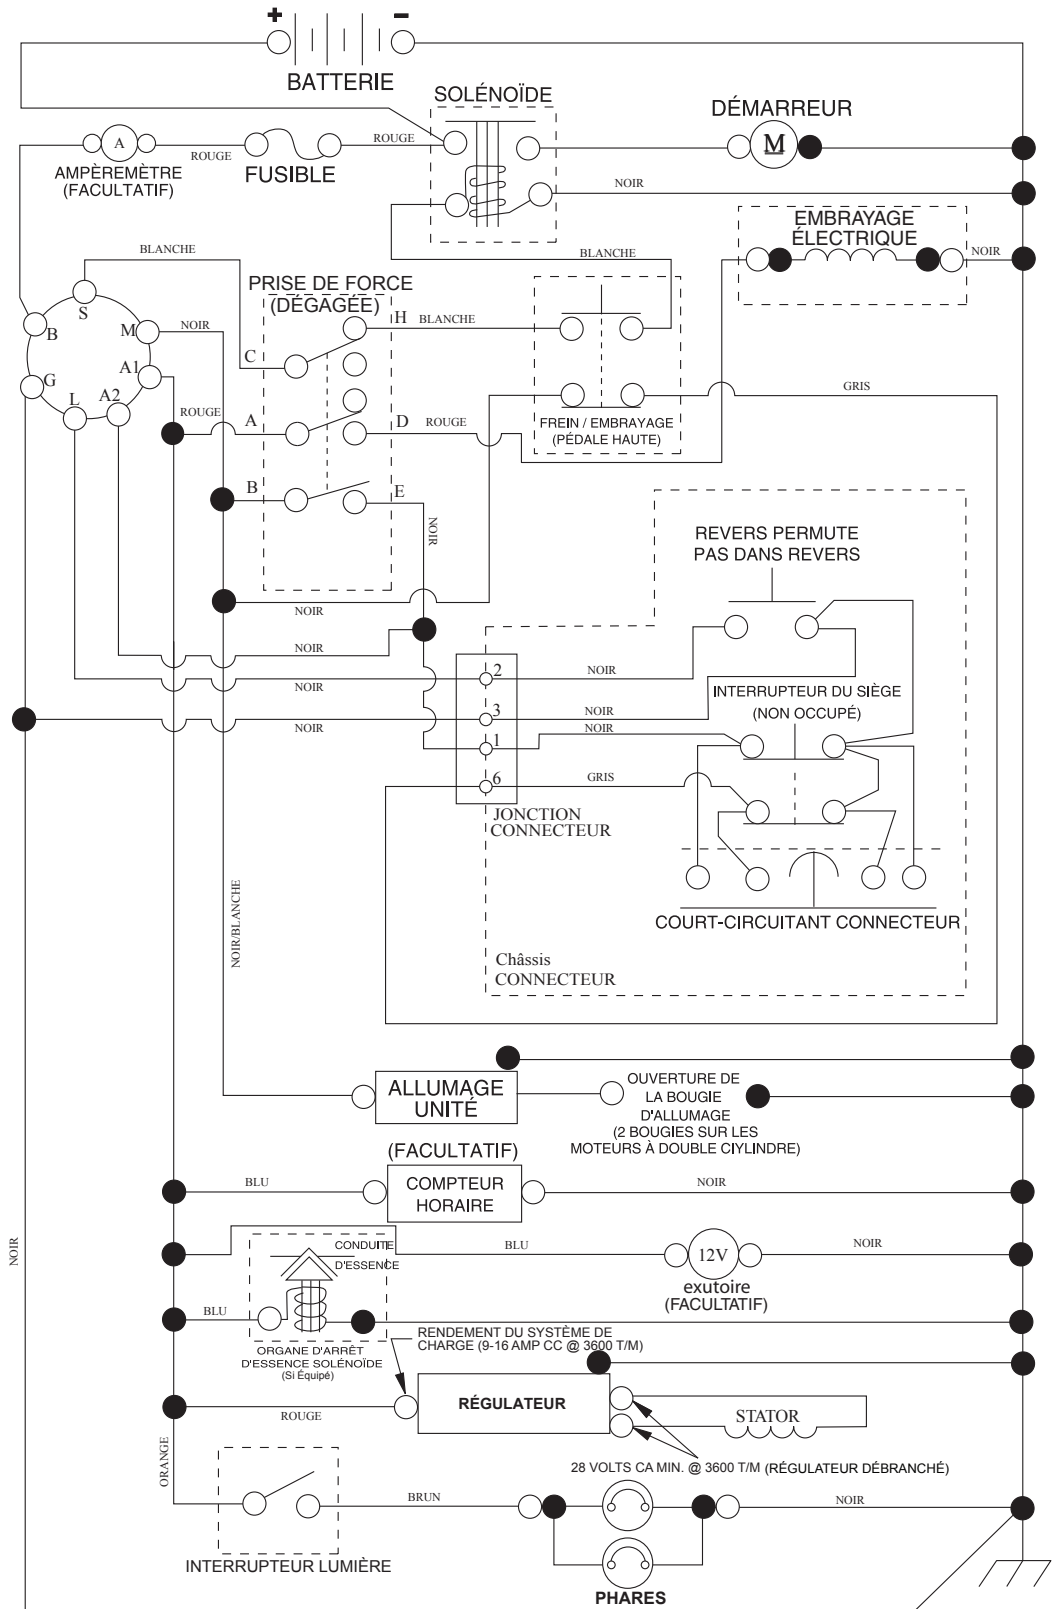 + −
BATTERIE
SOLÉNOÏDE
DÉMARREUR
A
AMPÈREMÈTRE
(FACULTATIF)
ROUGE
FUSIBLE
ROUGE
M
NOIR
EMBRAYAGE
ÉLECTRIQUE
NOIR
BLANCHE
BLANCHE
PRISE DE FORCE
(DÉGAGÉE)
S
B
M
NOIR
H
BLANCHE
C
A1
G
L
A2
ROUGE
A
D
ROUGE
GRIS
FREIN / EMBRAYAGE
(PÉDALE HAUTE)
B
E
NOIR
REVERS PERMUTE
PAS DANS REVERS
NOIR
NOIR
2
NOIR
NOIR
INTERRUPTEUR DU SIÈGE
(NON OCCUPÉ)
3
NOIR
NOIR
1
NOIR
6
GRIS
JONCTION
CONNECTEUR
COURT-CIRCUITANT CONNECTEUR
NOIR/BLANCHE
Châssis
CONNECTEUR
ALLUMAGE
UNITÉ
OUVERTURE DE
LA BOUGIE
D'ALLUMAGE
(2 BOUGIES SUR LES
MOTEURS À DOUBLE CIYLINDRE)
(FACULTATIF)
COMPTEUR
HORAIRE
BLU
NOIR
NOIR
CONDUITE
D'ESSENCE
BLU
12V
NOIR
exutoire
(FACULTATIF)
BLU
ORGANE D'ARRÊT
D'ESSENCE SOLÉNOÏDE
(Si Équipé)
RENDEMENT DU SYSTÈME DE
CHARGE (9-16 AMP CC @ 3600 T/M)
RÉGULATEUR
ROUGE
STATOR
ORANGE
28 VOLTS CA MIN. @ 3600 T/M (RÉGULATEUR DÉBRANCHÉ)
BRUN
NOIR
INTERRUPTEUR LUMIÈRE
PHARES